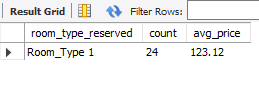 Result Grid Filter Rows:
room_type_reserved count avg_price
Room_Type 1 24 123.12